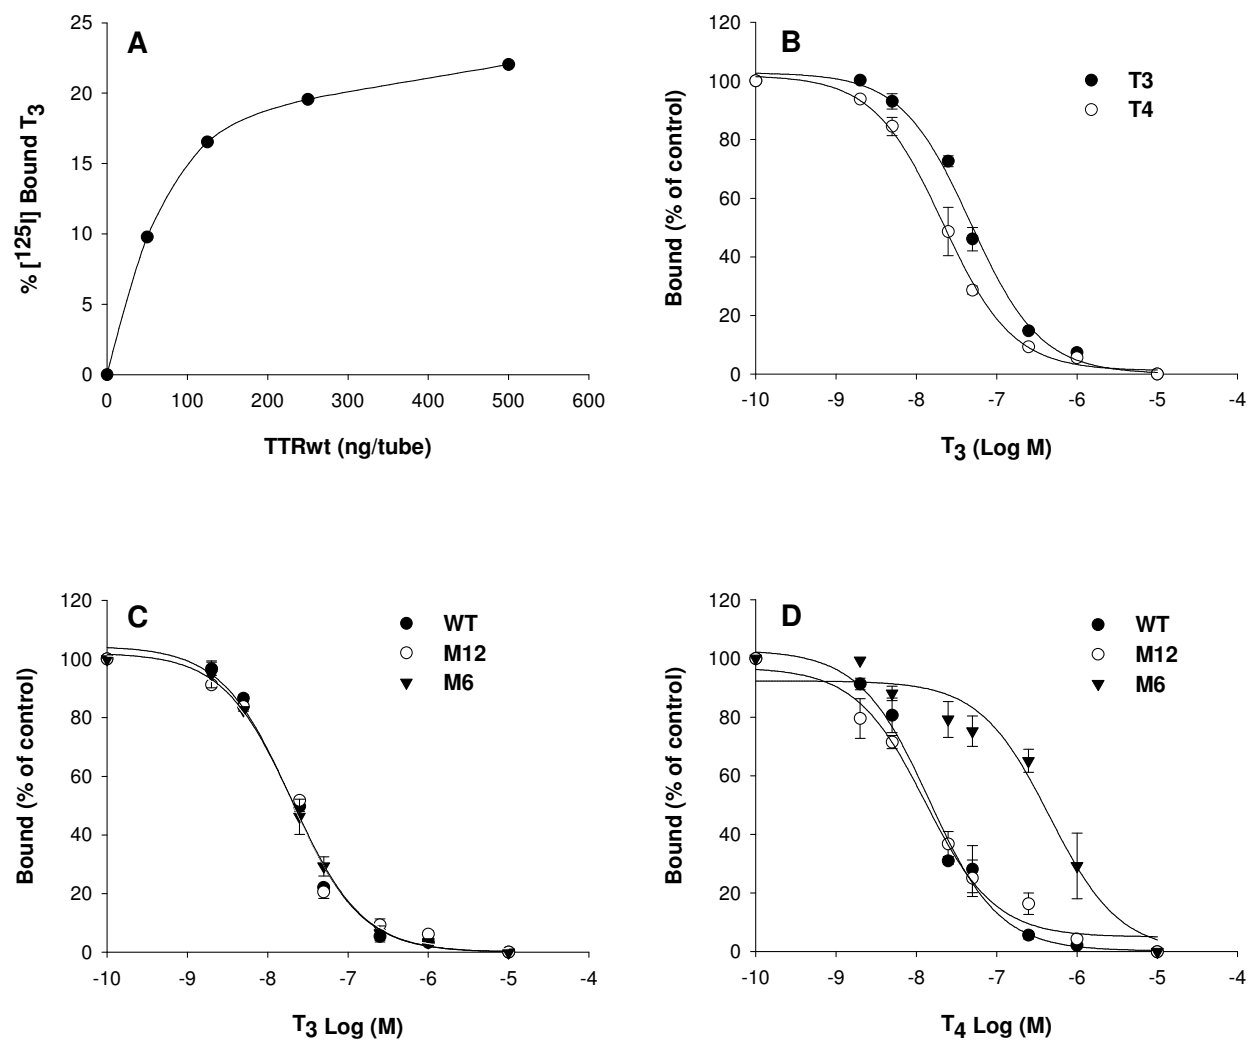 A
25
20
15
10
5
0
% [125I] Bound T3
0 100 200 300 400 500 600
TTRwt (ng/tube)
B
T3
T4
120
100
80
60
40
20
0
Bound (% of control)
-10 -9 -8 -7 -6 -5 -4
T3 (Log M)
C
WT
M12
M6
120
100
80
60
40
20
0
Bound (% of control)
-10 -9 -8 -7 -6 -5 -4
T3 Log (M)
D
WT
M12
M6
120
100
80
60
40
20
0
Bound (% of control)
-10 -9 -8 -7 -6 -5 -4
T4 Log (M)